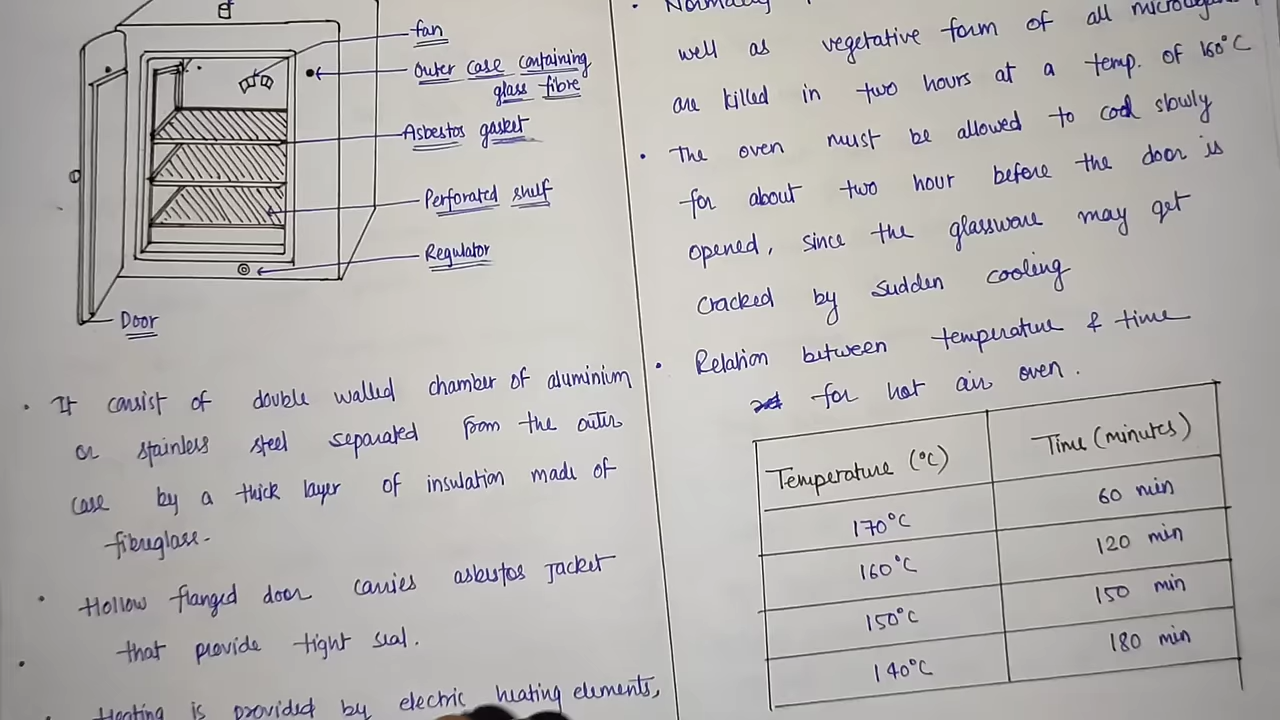 fan
Outer case containing
glass fibre
Asbestos gasket
Perforated shelf
Regulator
Door
• It consist of double walled chamber of aluminium
or stainless steel separated from the outer
case by a thick layer of insulation made of
fibreglass.
• Hollow flanged door carries asbestos Jacket
that provide tight seal.
• Heating is provided by electric heating elements,
• Normally
well as vegetative form of all
are killed in two hours at a temp. of 160°C
• The oven must be allowed to cool slowly
for about two hour before the door is
opened, since the glassware may get
cracked by sudden cooling
• Relation between temperature & time
for hot air oven.
Temperature (°C) Time (minutes)
170°C 60 min
160°C 120 min
150°C 150 min
140°C 180 min